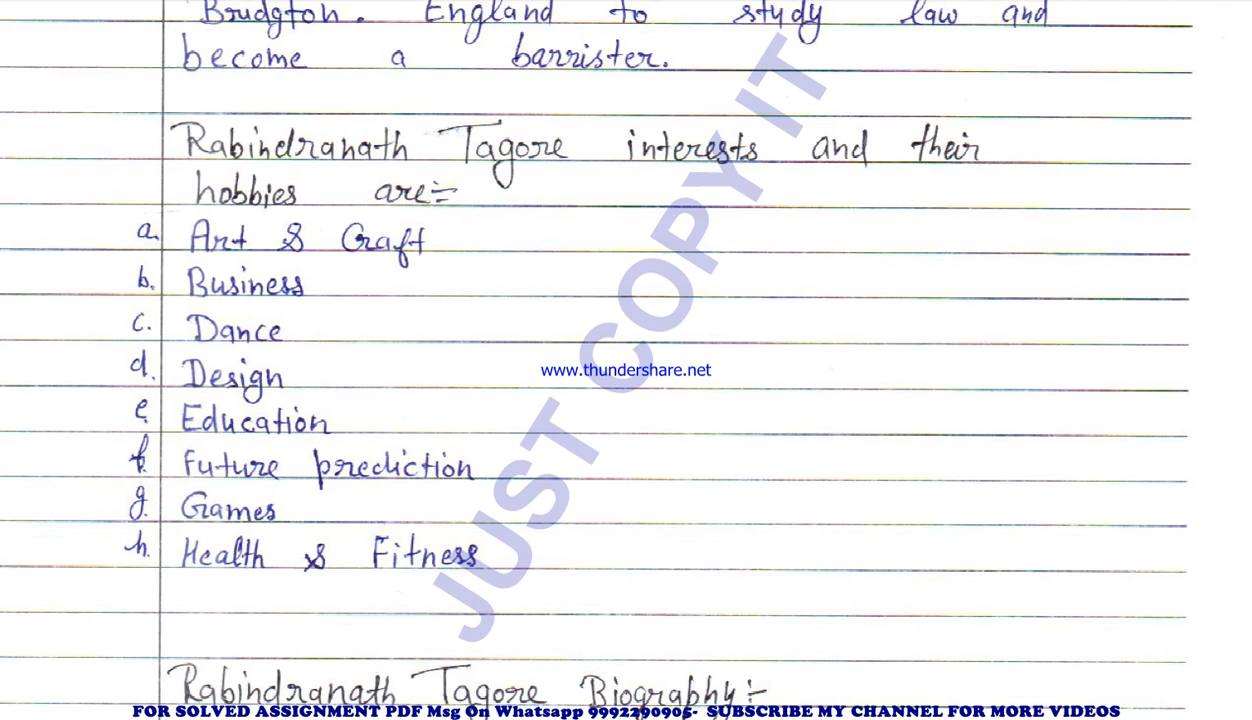 Brudgton. England to study law and
become a barrister.
Rabindranath Tagore interests and their
hobbies are:-
a. Art & Craft
b. Business
c. Dance
d. Design
e. Education
f. Future prediction
g. Games
h. Health & Fitness
Rabindranath Tagore Biography:-
JUST COPY IT
www.thundershare.net
FOR SOLVED ASSIGNMENT PDF Msg On Whatsapp 9992290905- SUBSCRIBE MY CHANNEL FOR MORE VIDEOS